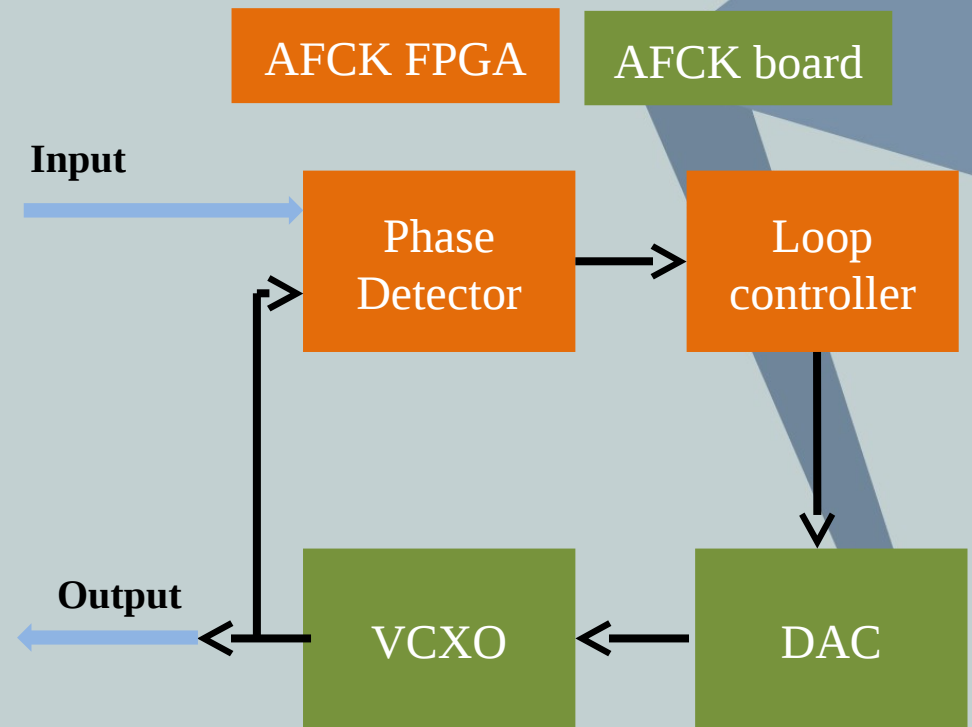 AFCK FPGA
AFCK board
Input
Phase
Detector
Loop
controller
Output
VCXO
DAC